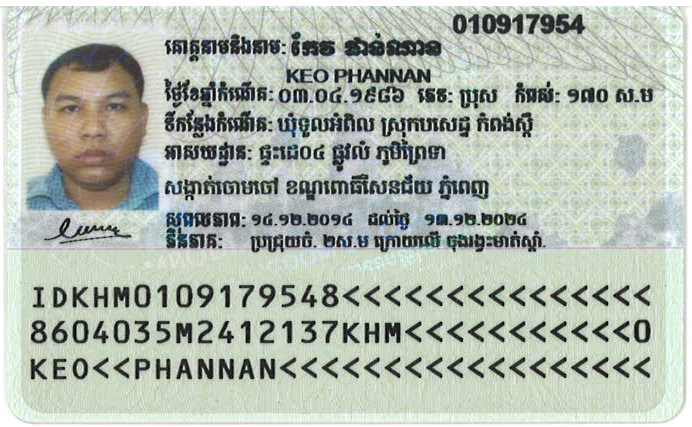 010917954
គោត្តនាមនិងនាម: កែវ ផាន់ណាន
KEO PHANNAN
ថ្ងៃខែឆ្នាំកំណើត: ០៣.០៤.១៩៨៦ ភេទ: ប្រុស កំពស់: ១៧០ ស.ម
ទីកន្លែងកំណើត: ឃុំទួលអំពិល ស្រុកបរសេដ្ឋ កំពង់ស្ពឺ
អាសយដ្ឋាន: ផ្ទះដេ០៤ ផ្លូវលំ ភូមិព្រៃទា
សង្កាត់ចោមចៅ ខណ្ឌពោធិ៍សែនជ័យ ភ្នំពេញ
សុពលភាព: ១៤.១២.២០១៤ ដល់ថ្ងៃ ១៣.១២.២០២៤
ភិនភាគ: ប្រជ្រុយចំ. ២ស.ម ក្រោយលើ ចុងរង្វះមាត់ស្តាំ.
IDKHM0109179548<<<<<<<<<<<<<<<
8604035M2412137KHM<<<<<<<<<<<0
KEO<<PHANNAN<<<<<<<<<<<<<<<<<<